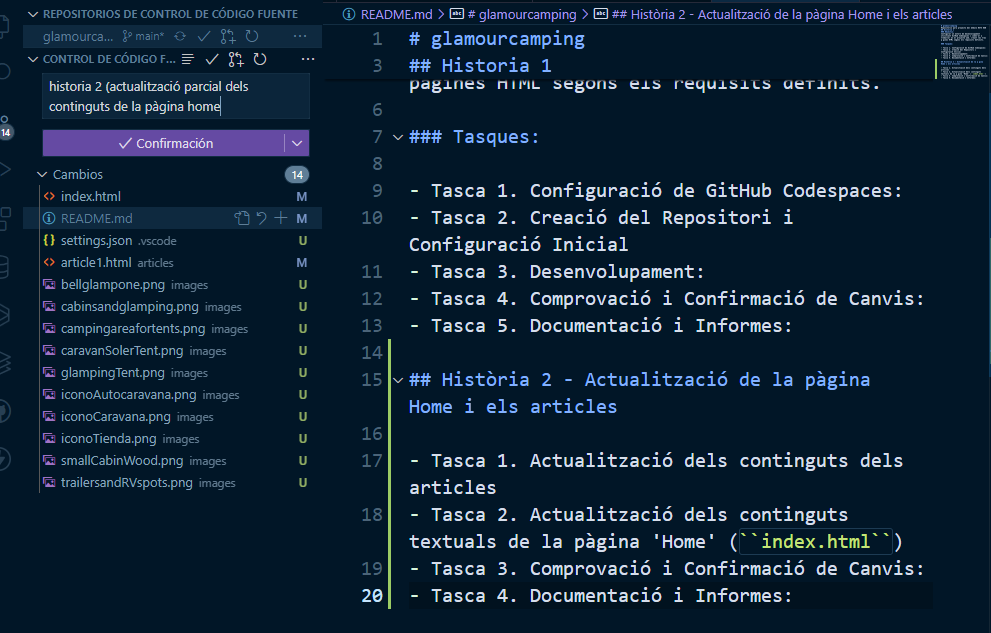 REPOSITORIOS DE CONTROL DE CÓDIGO FUENTE
glamourca... main*
CONTROL DE CÓDIGO F...
historia 2 (actualització parcial dels
continguts de la pàgina home
Confirmación
Cambios 14
index.html M
README.md M
settings.json .vscode U
article1.html articles M
bellglampone.png images U
cabinsandglamping.png images U
campingareafortents.png images U
caravanSolerTent.png images U
glampingTent.png images U
iconoAutocaravana.png images U
iconoCaravana.png images U
iconoTienda.png images U
smallCabinWood.png images U
trailersandRVspots.png images U
14
README.md > # glamourcamping > ## Història 2 - Actualització de la pàgina Home i els articles
1 # glamourcamping
3 ## Historia 1
pàgines HTML segons els requisits definits.
6
7 ### Tasques:
8
9 - Tasca 1. Configuració de GitHub Codespaces:
10 - Tasca 2. Creació del Repositori i
Configuració Inicial
11 - Tasca 3. Desenvolupament:
12 - Tasca 4. Comprovació i Confirmació de Canvis:
13 - Tasca 5. Documentació i Informes:
14
15 ## Història 2 - Actualització de la pàgina
Home i els articles
16
17 - Tasca 1. Actualització dels continguts dels
articles
18 - Tasca 2. Actualització dels continguts
textuals de la pàgina 'Home' (``index.html``)
19 - Tasca 3. Comprovació i Confirmació de Canvis:
20 - Tasca 4. Documentació i Informes: